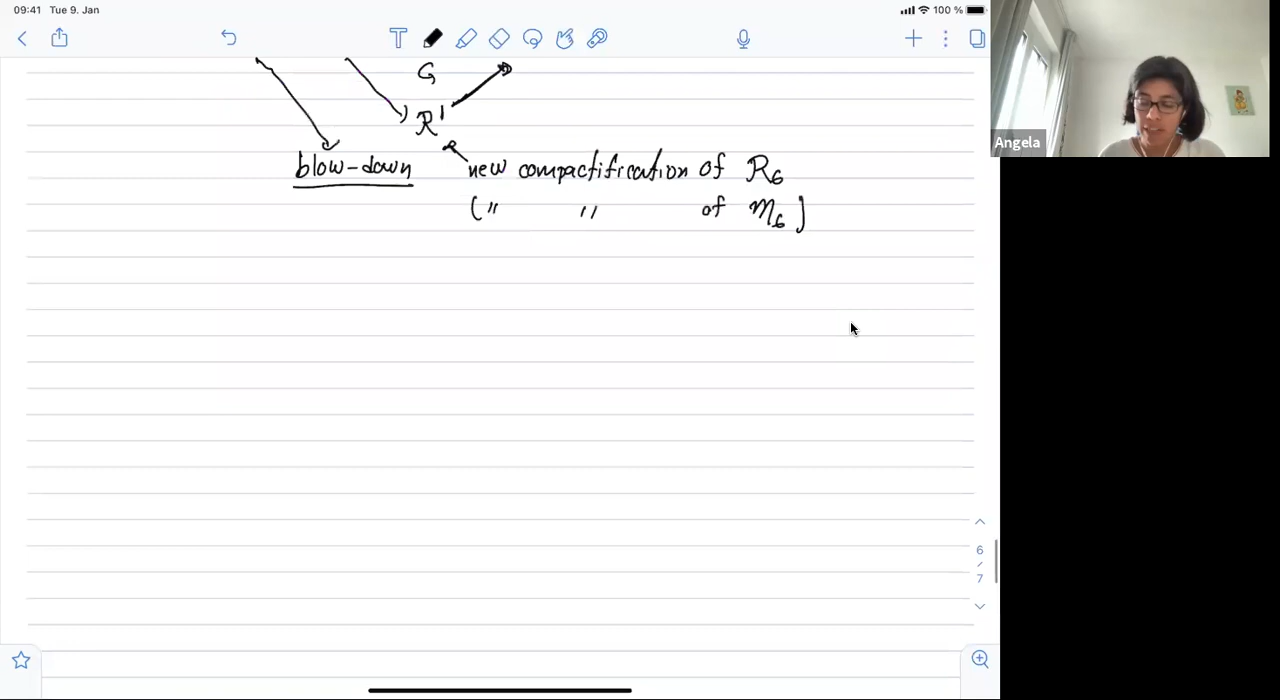 09:41 Tue 9. Jan
100 %
T
G
R'
Angela
blow-down
new compactification of R6
(" " of M6)
6
/
7